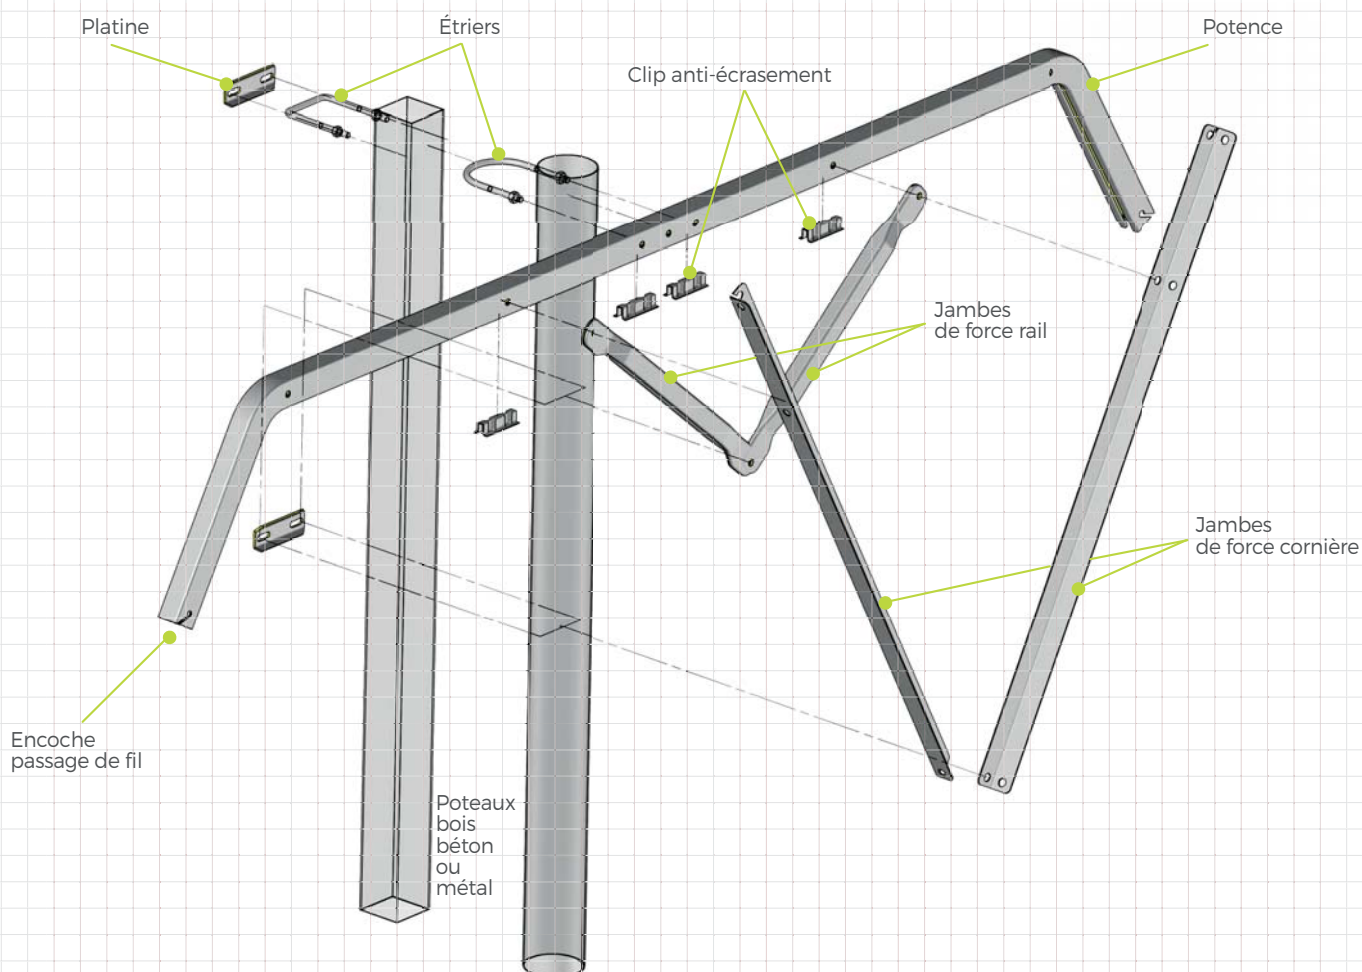 Platine
Étriers
Potence
Clip anti-écrasement
Jambes
de force rail
Jambes
de force cornière
Encoche
passage de fil
Poteaux
bois
béton
ou
métal